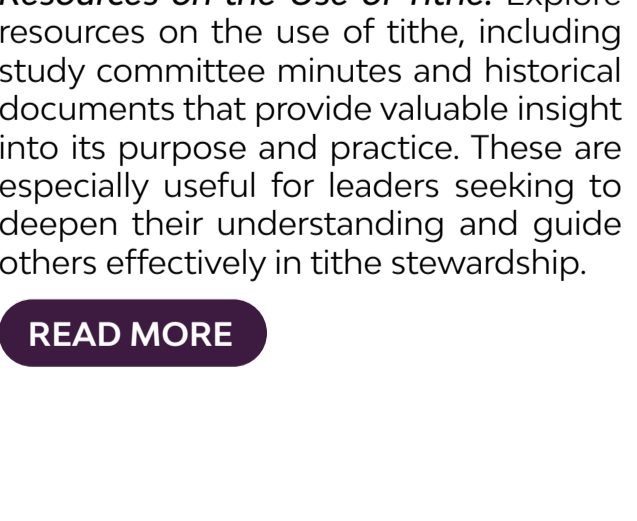 Resources on the Use of Tithe. Explore
resources on the use of tithe, including
study committee minutes and historical
documents that provide valuable insight
into its purpose and practice. These are
especially useful for leaders seeking to
deepen their understanding and guide
others effectively in tithe stewardship.
READ MORE